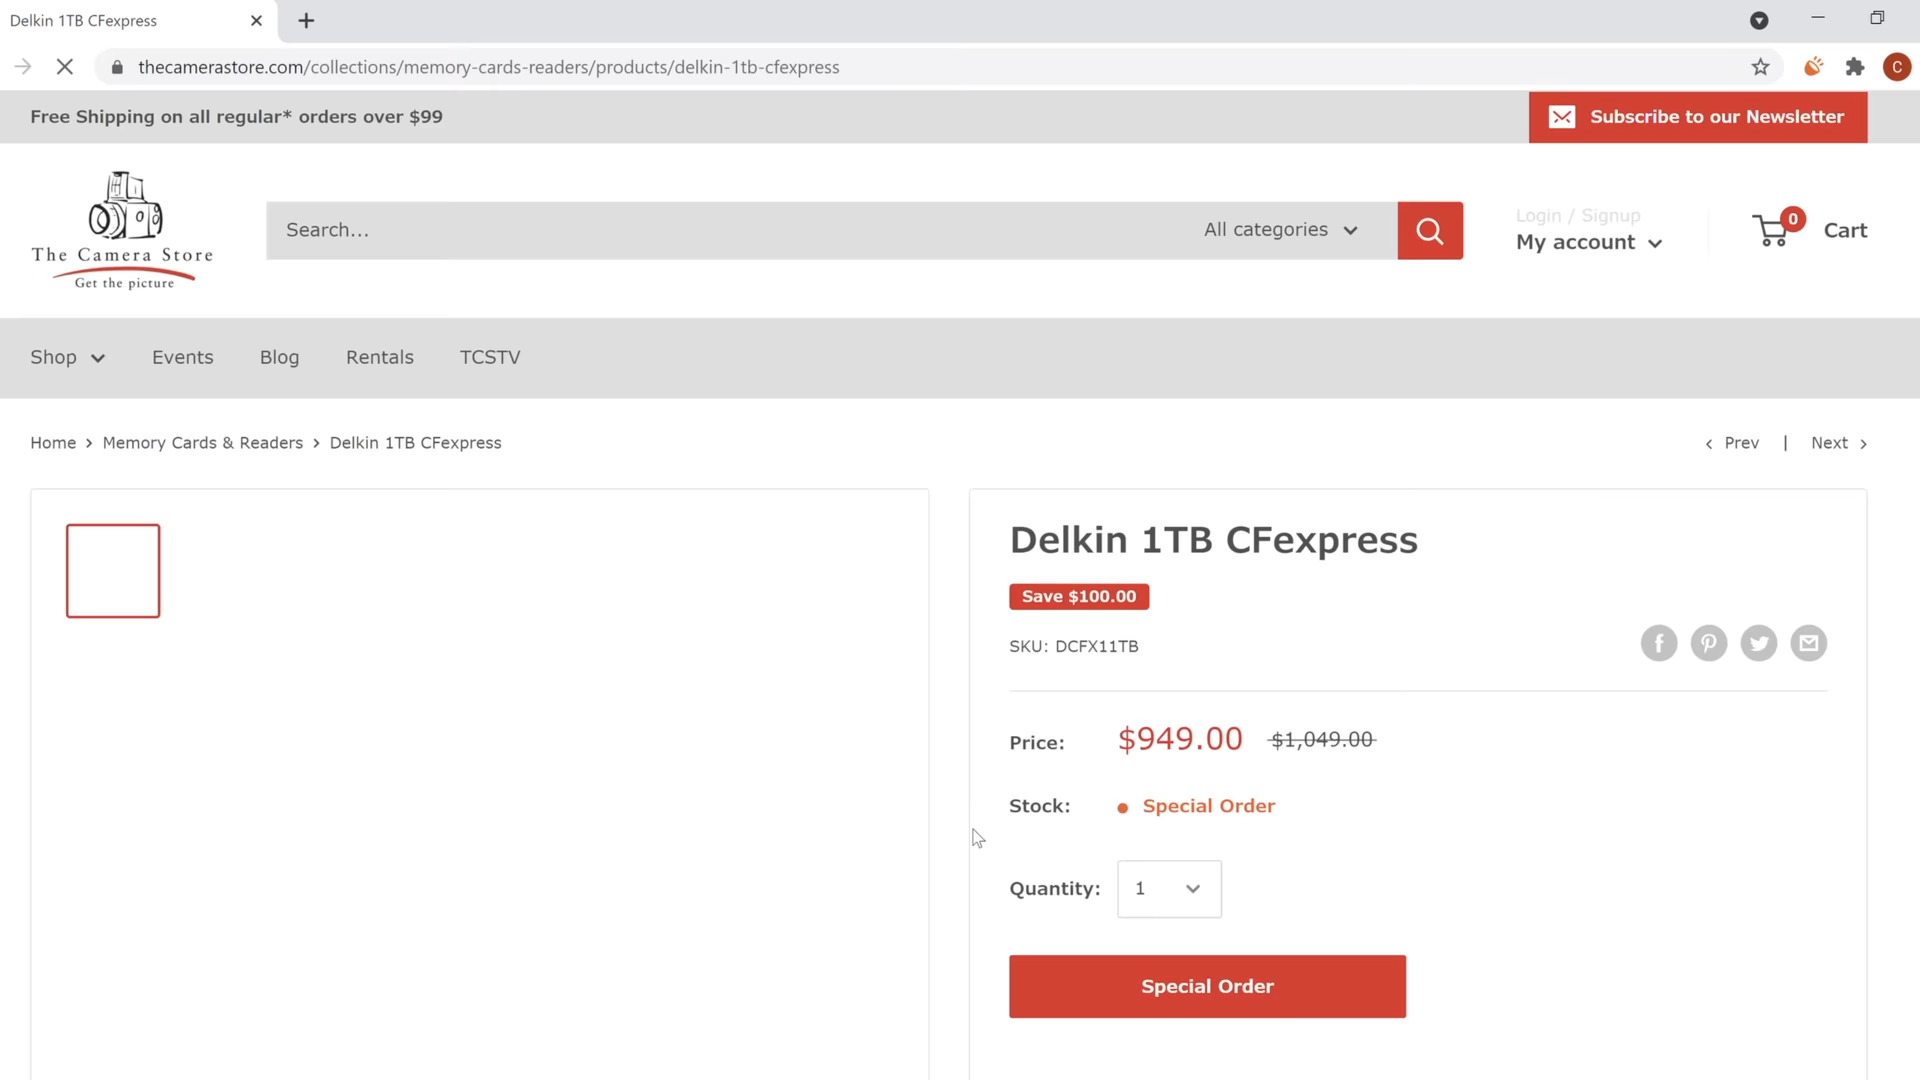 Delkin 1TB CFexpress
thecamerastore.com/collections/memory-cards-readers/products/delkin-1tb-cfexpress
C
Free Shipping on all regular* orders over $99
Subscribe to our Newsletter
The Camera Store
Get the picture
Search...
All categories
Login / Signup
My account
0
Cart
Shop
Events
Blog
Rentals
TCSTV
Home > Memory Cards & Readers > Delkin 1TB CFexpress
< Prev | Next >
Delkin 1TB CFexpress
Save $100.00
SKU: DCFX11TB
Price: $949.00 $1,049.00
Stock: Special Order
Quantity: 1
Special Order